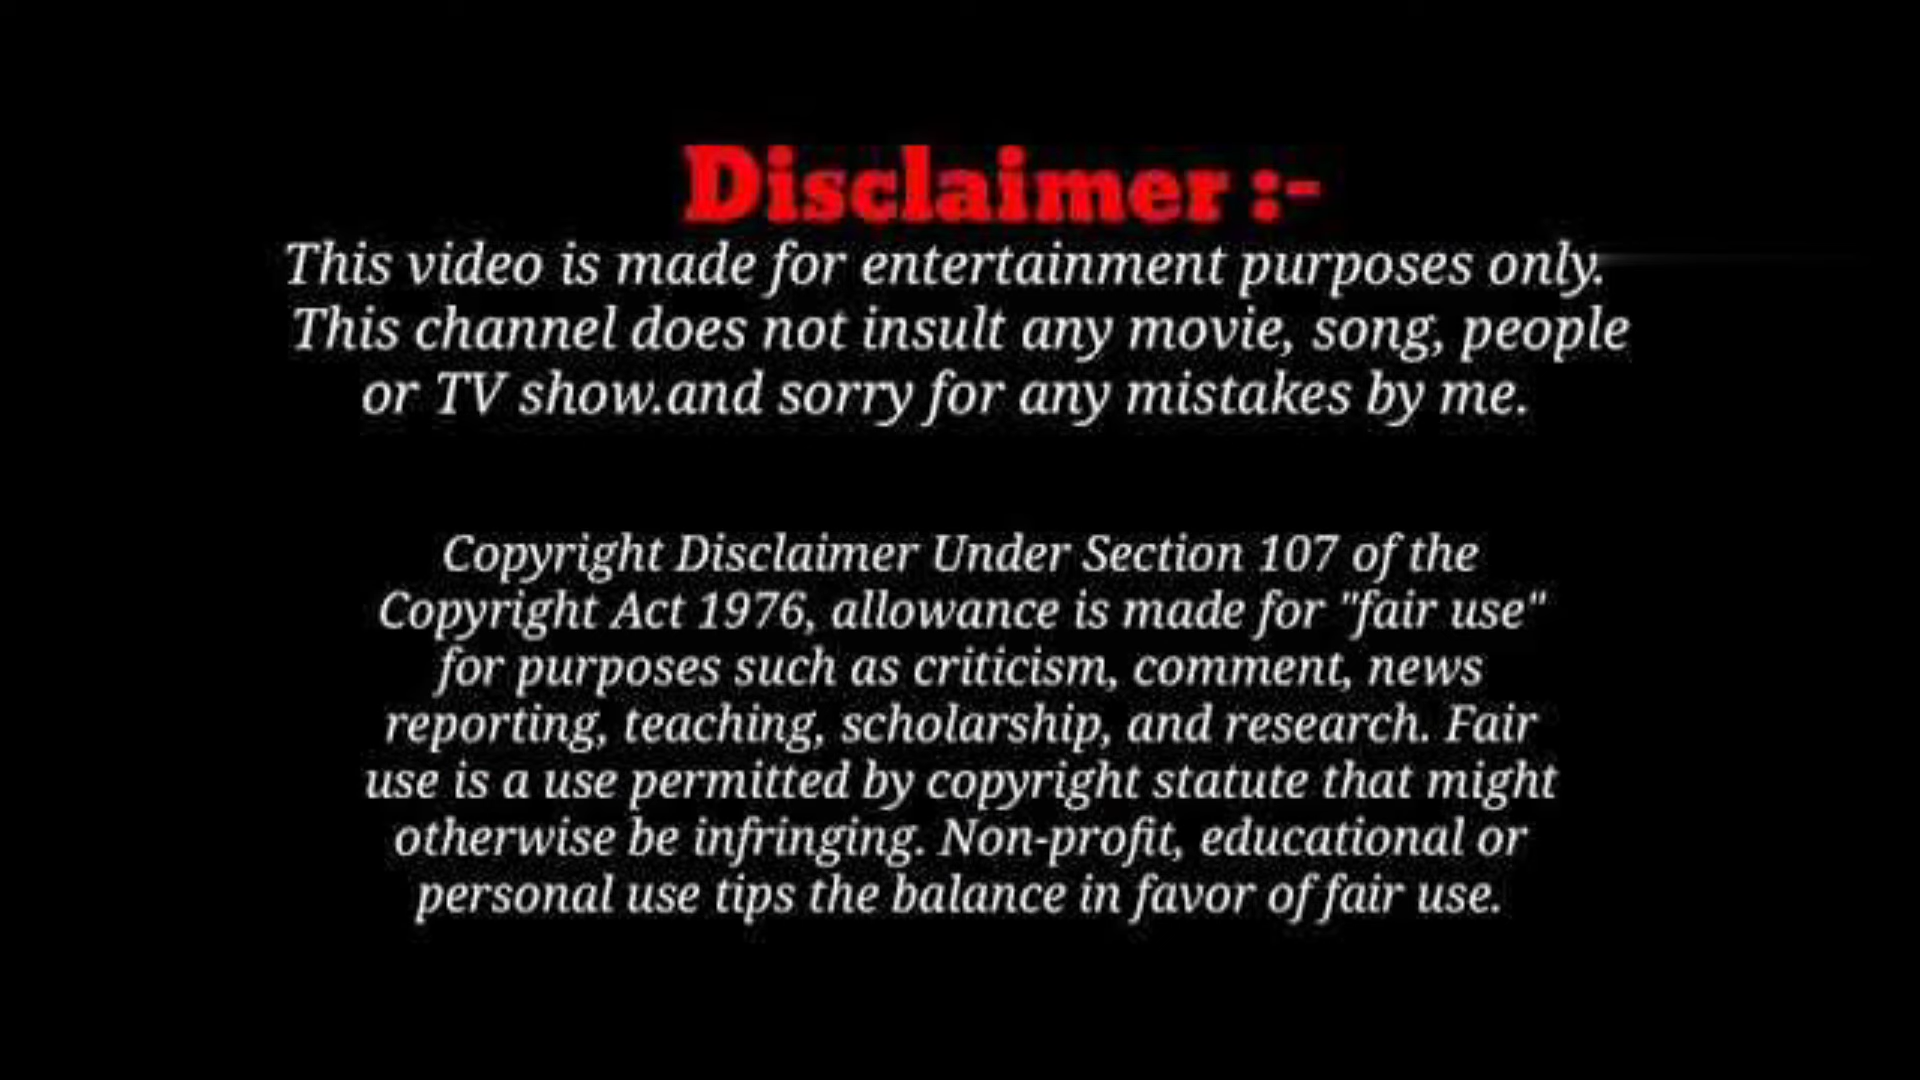 Disclaimer :-
This video is made for entertainment purposes only.
This channel does not insult any movie, song, people
or TV show.and sorry for any mistakes by me.
Copyright Disclaimer Under Section 107 of the
Copyright Act 1976, allowance is made for "fair use"
for purposes such as criticism, comment, news
reporting, teaching, scholarship, and research. Fair
use is a use permitted by copyright statute that might
otherwise be infringing. Non-profit, educational or
personal use tips the balance in favor of fair use.